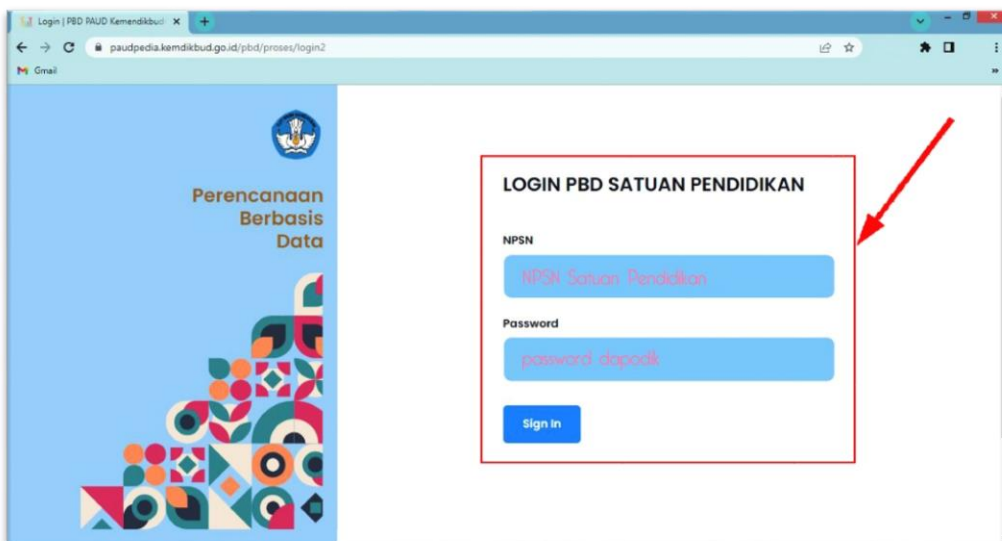 Login | PBD PAUD Kemendikbud
paudpedia.kemdikbud.go.id/pbd/proses/login2
Gmail
Perencanaan
Berbasis
Data
LOGIN PBD SATUAN PENDIDIKAN
NPSN
NPSN Satuan Pendidikan
Password
password dapodik
Sign In